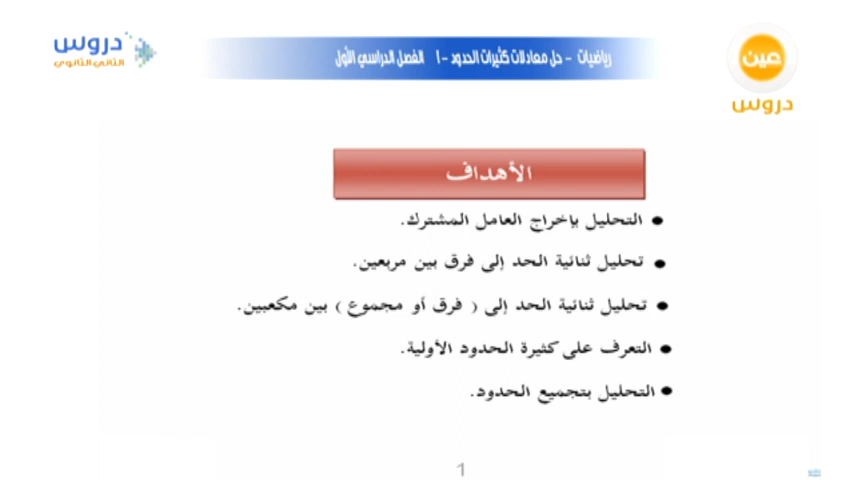 دروس
الثاني الثانوي
رياضيات - حل معادلات كثيرات الحدود - 1 الفصل الدراسي الأول
عين
دروس
الأهداف
• التحليل بإخراج العامل المشترك.
• تحليل ثنائية الحد إلى فرق بين مربعين.
• تحليل ثنائية الحد إلى ( فرق أو مجموع ) بين مكعبين.
• التعرف على كثيرة الحدود الأولية.
• التحليل بتجميع الحدود.
1